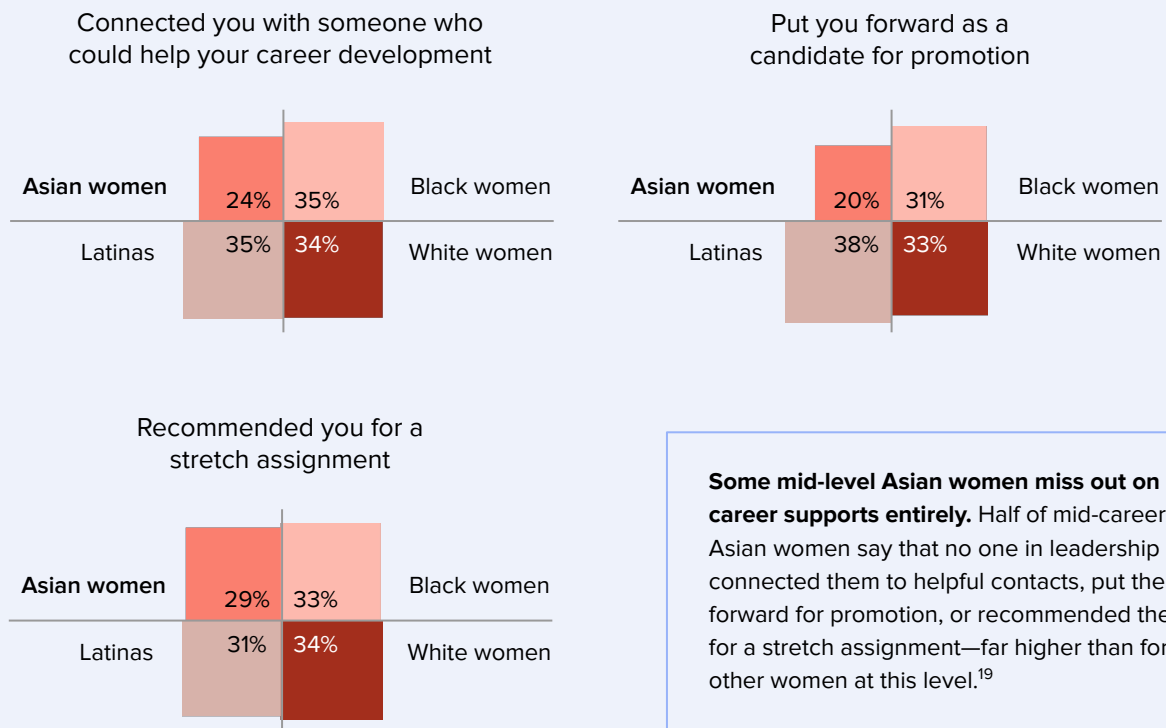 Connected you with someone who
could help your career development
Asian women
24%
35%
Black women
Latinas
35%
34%
White women
Put you forward as a
candidate for promotion
Asian women
20%
31%
Black women
Latinas
38%
33%
White women
Recommended you for a
stretch assignment
Asian women
29%
33%
Black women
Latinas
31%
34%
White women
Some mid-level Asian women miss out on
career supports entirely. Half of mid-career
Asian women say that no one in leadership
connected them to helpful contacts, put the
forward for promotion, or recommended the
for a stretch assignment—far higher than for
other women at this level.19